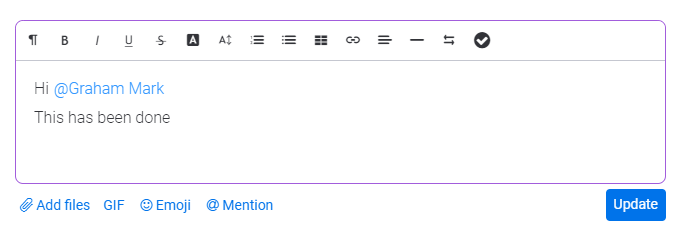 ¶ B I U S A A
Hi @Graham Mark
This has been done
Add files GIF Emoji @ Mention Update